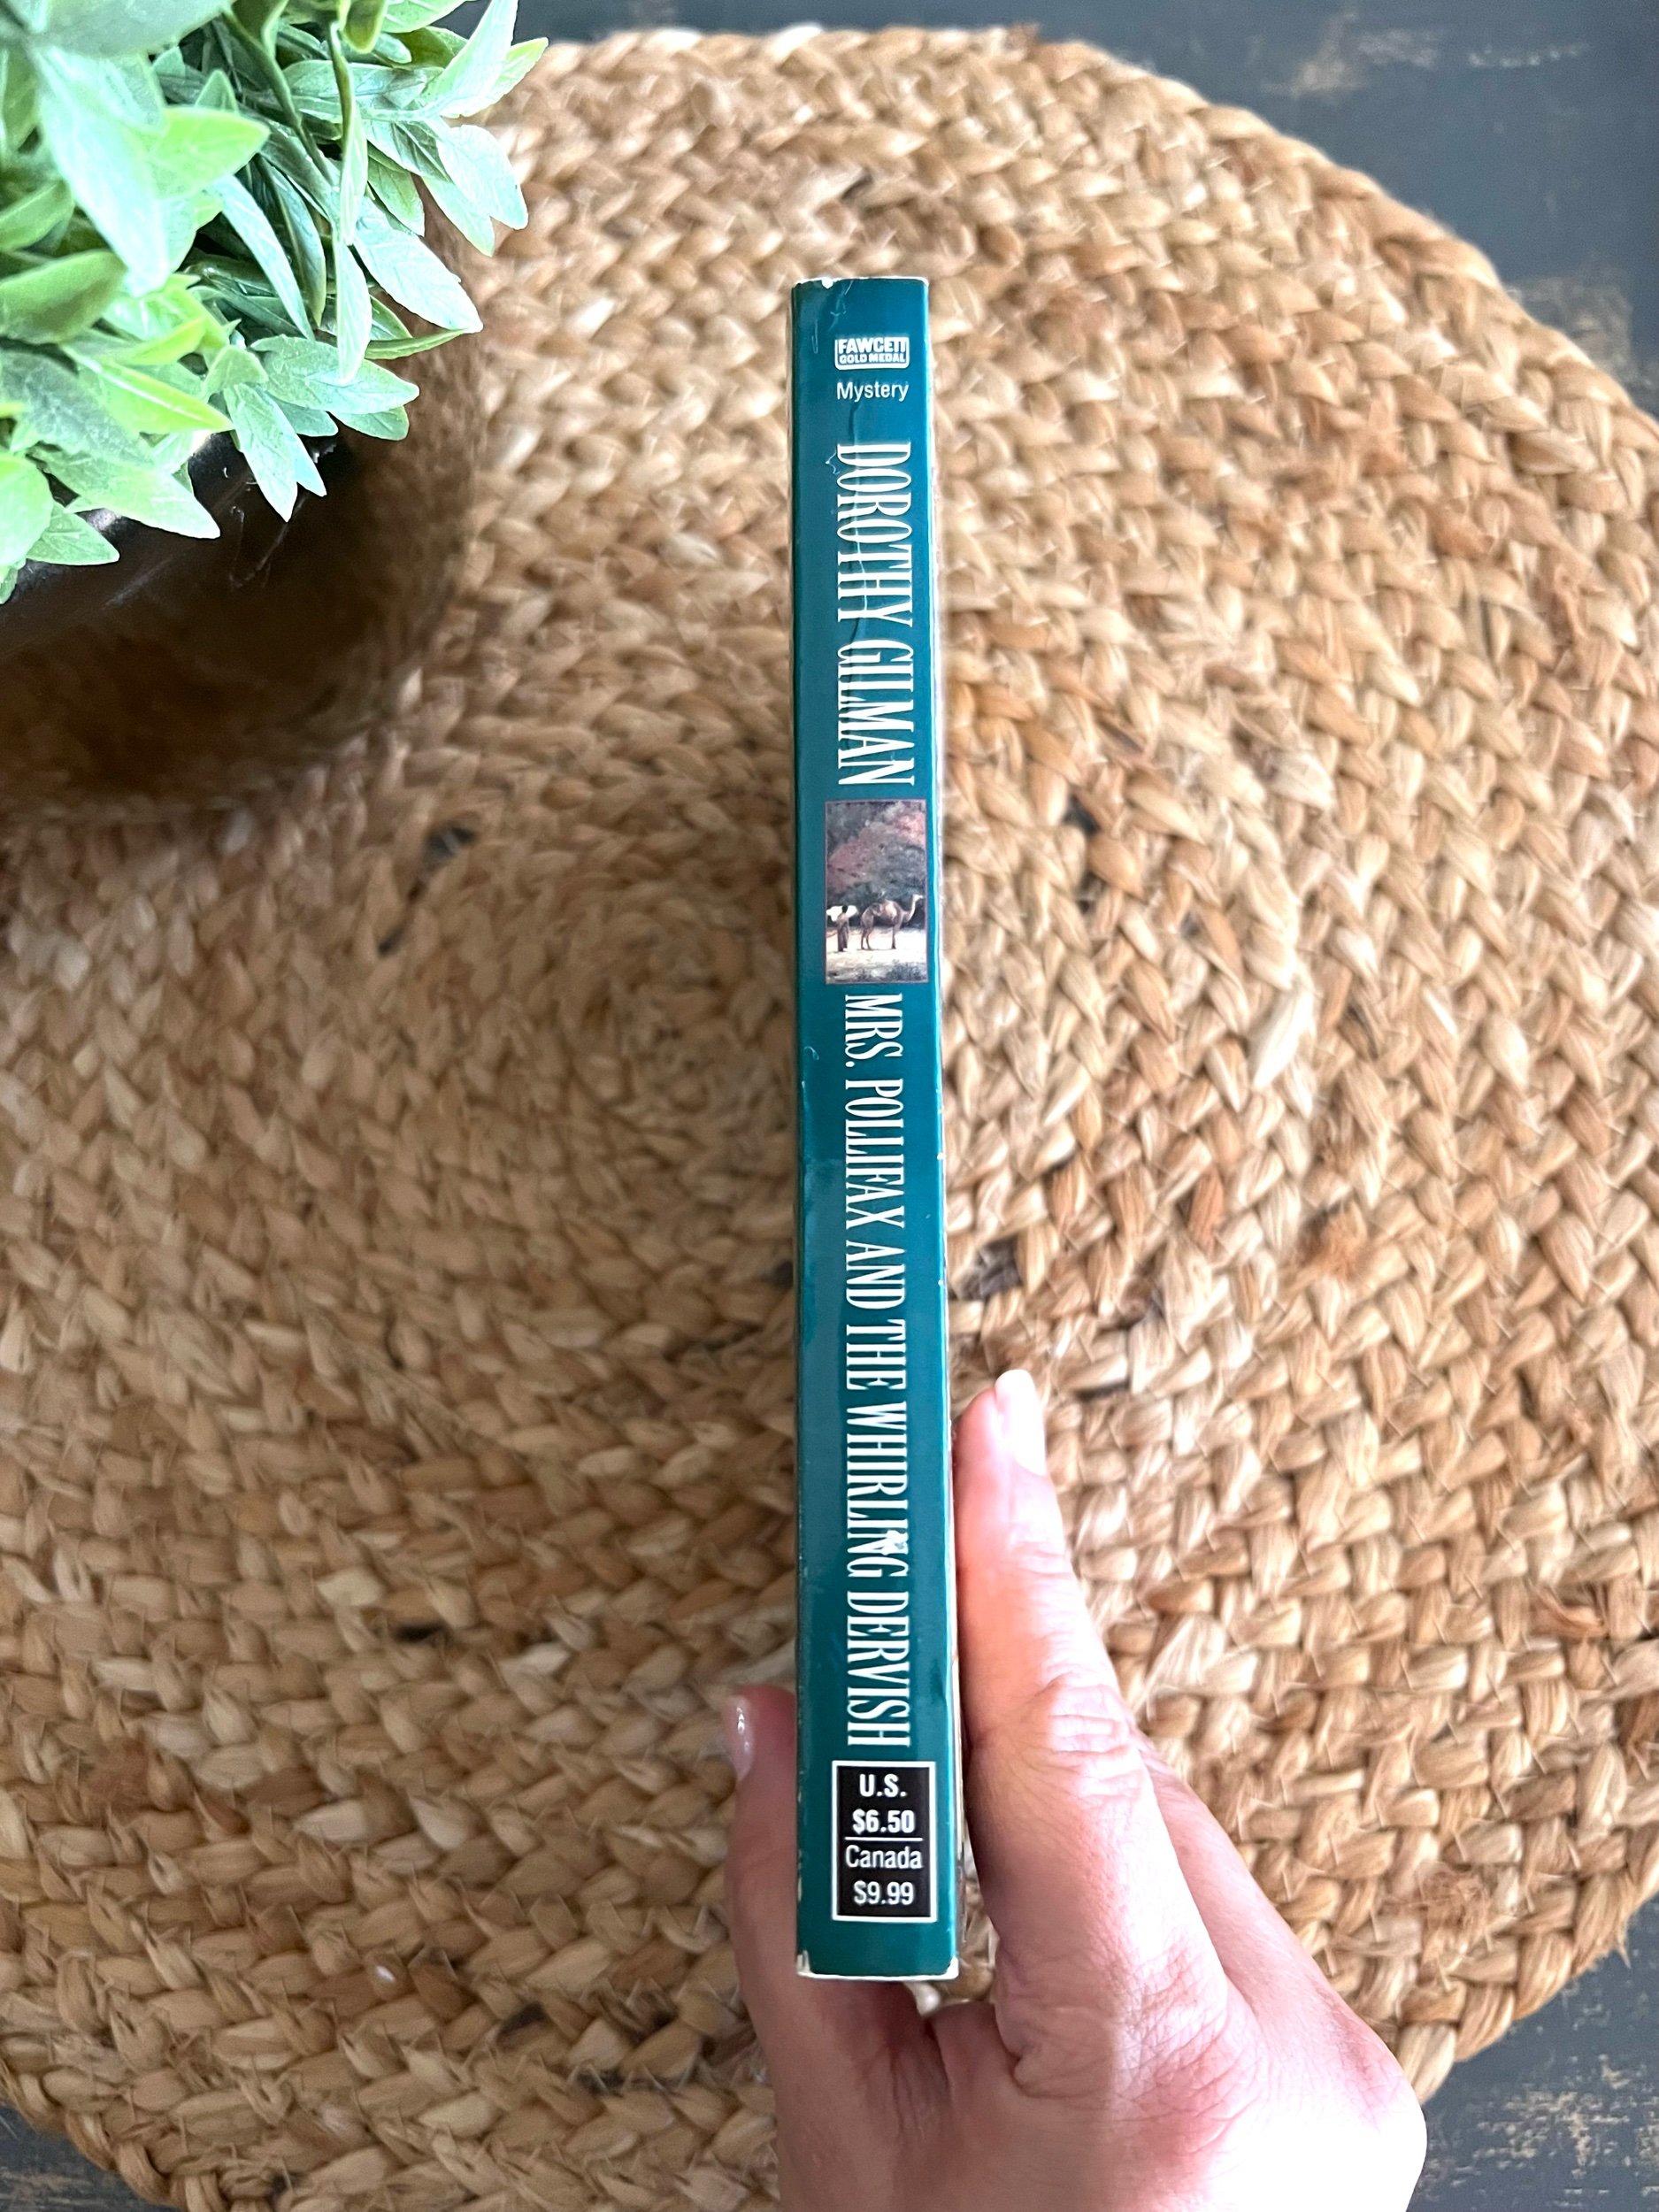 FAWCETT
GOLD MEDAL
Mystery
DOROTHY GILMAN
MRS. POLLIFAX AND THE WHIRLING DERVISH
U.S.
$6.50
Canada
$9.99